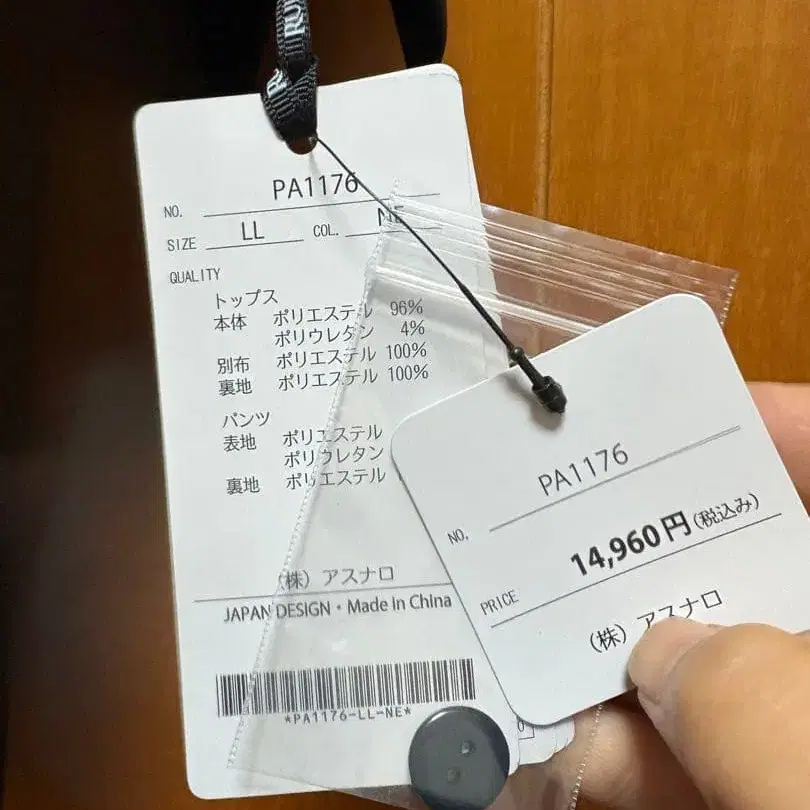 NO. PA1176
SIZE LL COL. NE
QUALITY
トップス
本体 ポリエステル 96%
ポリウレタン 4%
別布 ポリエステル 100%
裏地 ポリエステル 100%
パンツ
表地 ポリエステル
ポリウレタン
裏地 ポリエステル
(株) アスナロ
JAPAN DESIGN・Made in China
*PA1176-LL-NE*
NO. PA1176
PRICE 14,960円(税込み)
(株) アスナロ